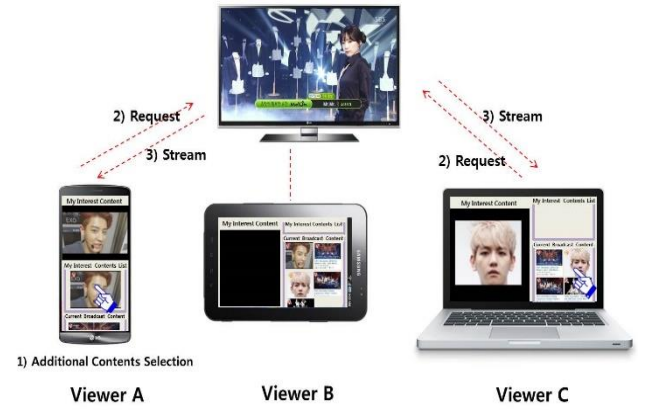 SBS
2) Request
3) Stream
3) Stream
2) Request
My Interest Content
My Interest Contents List
Current Broadcast Content
My Interest Content
My Interest Contents List
Current Broadcast Content
SAMSUNG
My Interest Content
My Interest Contents List
Current Broadcast Content
1) Additional Contents Selection
Viewer A
Viewer B
Viewer C